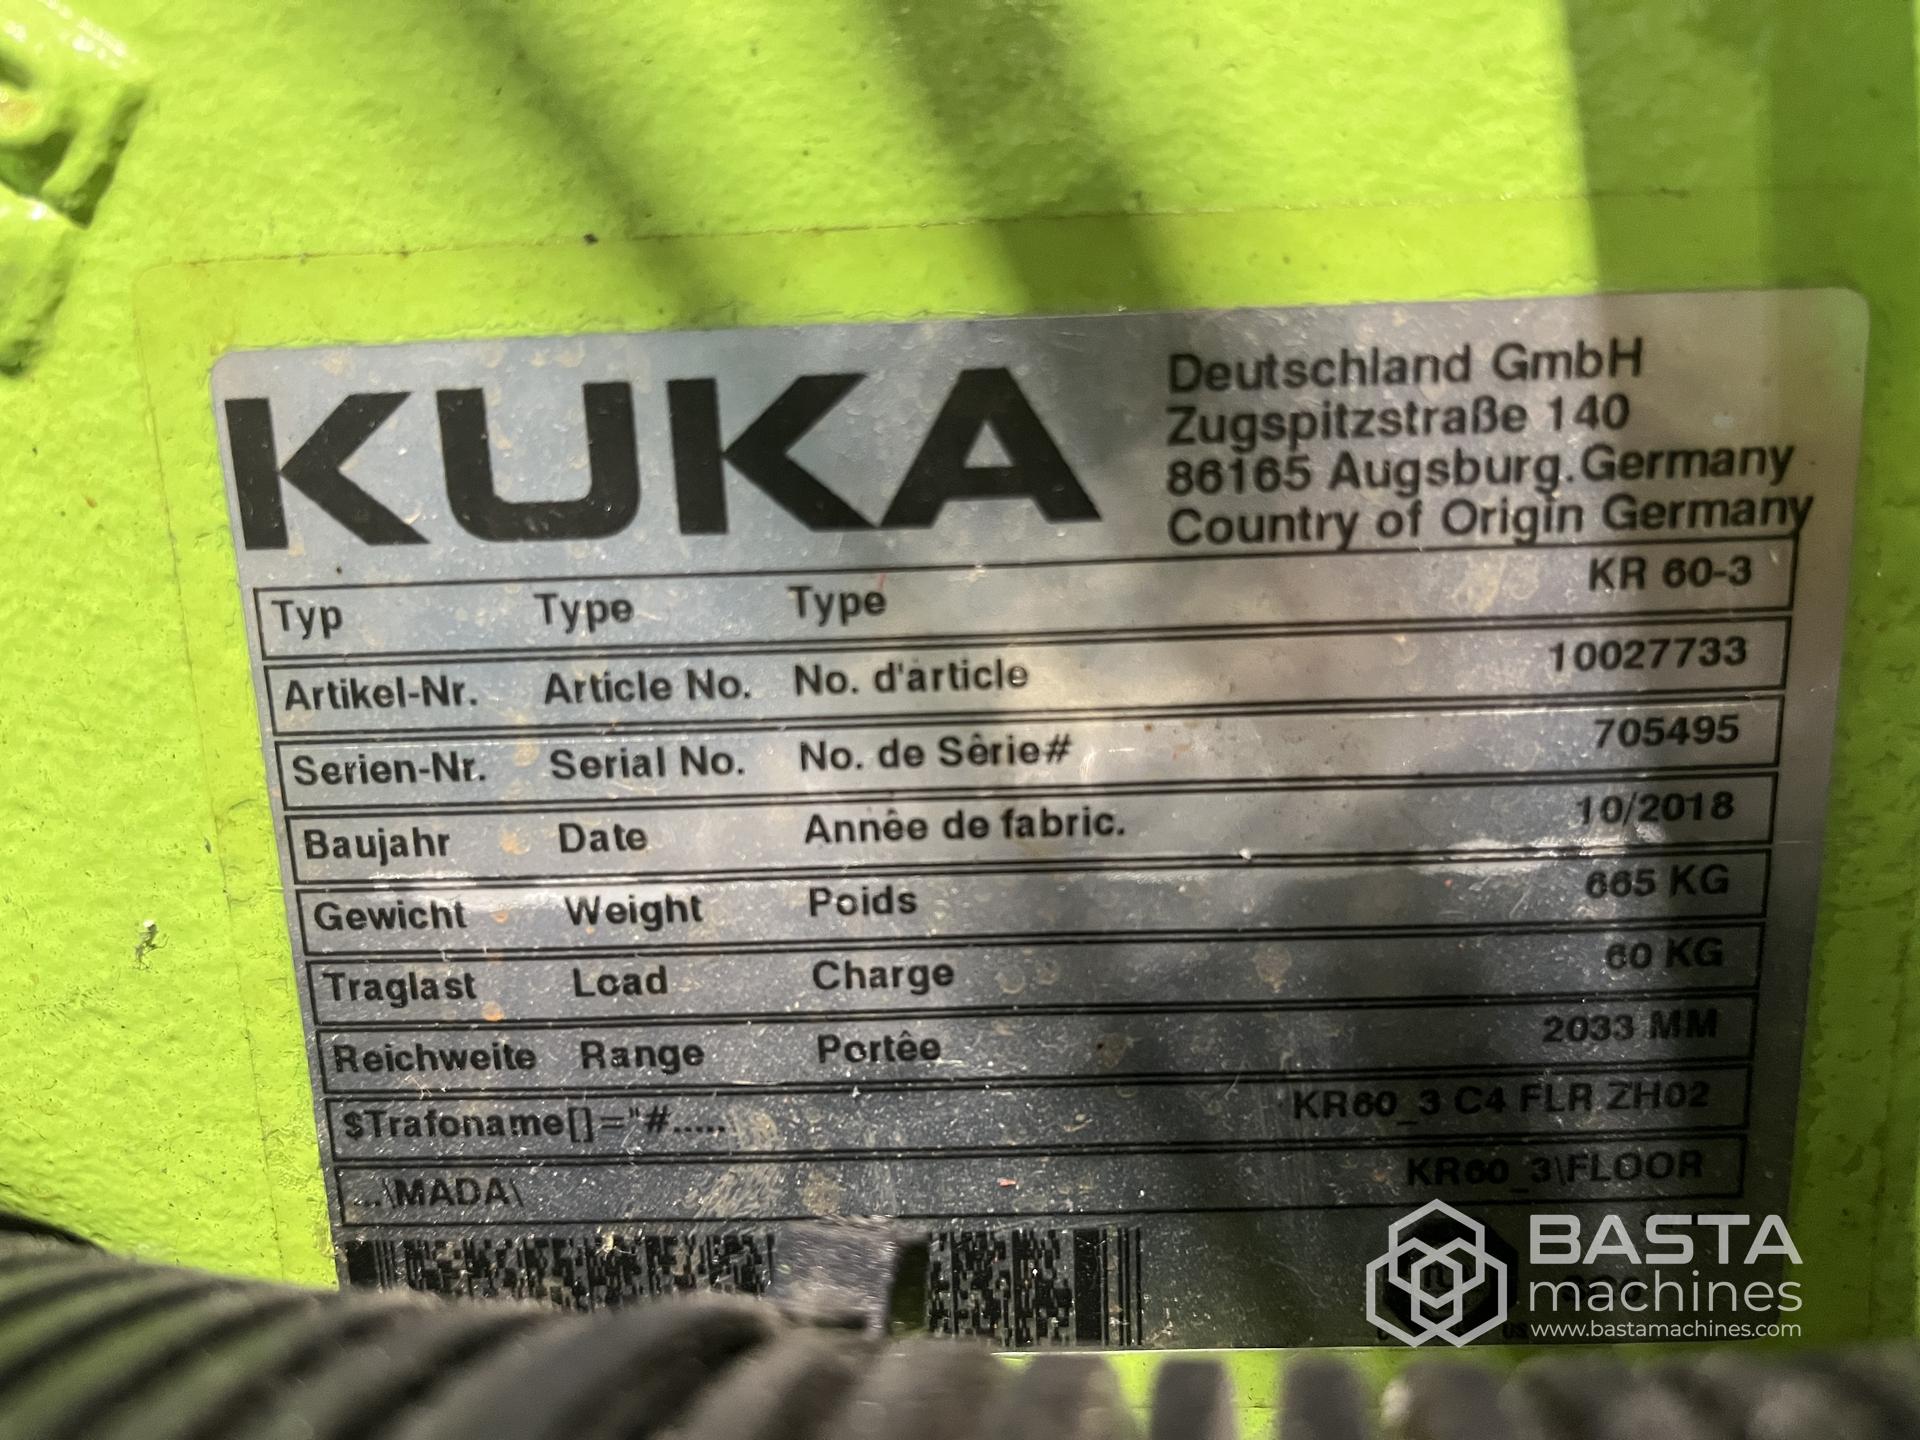 KUKA
Deutschland GmbH
Zugspitzstraße 140
86165 Augsburg.Germany
Country of Origin Germany
Typ Type Type KR 60-3
Artikel-Nr. Article No. No. d'article 10027733
Serien-Nr. Serial No. No. de Sêrie# 705495
Baujahr Date Annêe de fabric. 10/2018
Gewicht Weight Poids 665 KG
Traglast Load Charge 60 KG
Reichweite Range Portêe 2033 MM
$Trafoname[]="#..... KR60_3 C4 FLR ZH02
...\MADA\ KR60_3\FLOOR
BASTA
machines
www.bastamachines.com